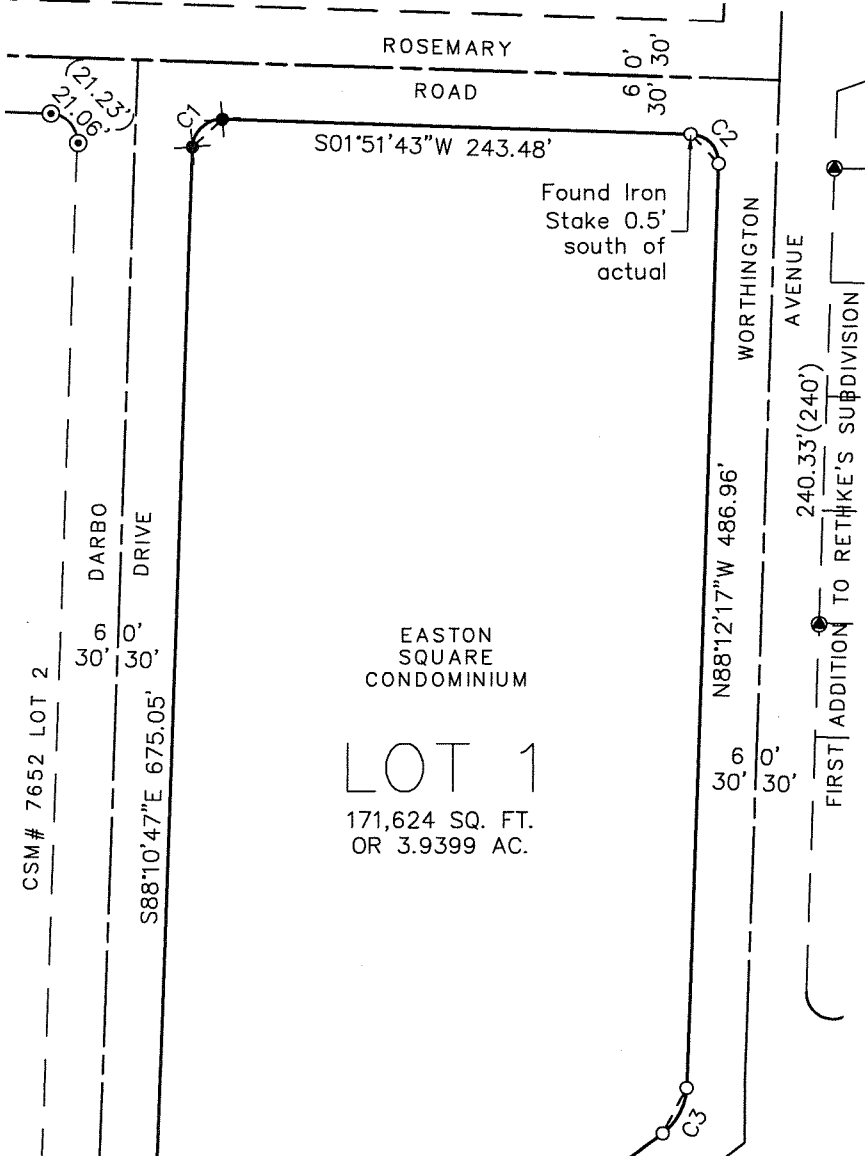 ROSEMARY
ROAD
6 0'
30' 30'
(21.23')
21.06'
C1
S01°51'43"W 243.48'
C2
Found Iron
Stake 0.5'
south of
actual
WORTHINGTON
AVENUE
240.33'(240')
FIRST ADDITION TO RETHKE'S SUBDIVISION
N88°12'17"W 486.96'
DARBO
DRIVE
6 0'
30' 30'
EASTON
SQUARE
CONDOMINIUM
LOT 1
171,624 SQ. FT.
OR 3.9399 AC.
6 0'
30' 30'
CSM# 7652 LOT 2
S88°10'47"E 675.05'
C3